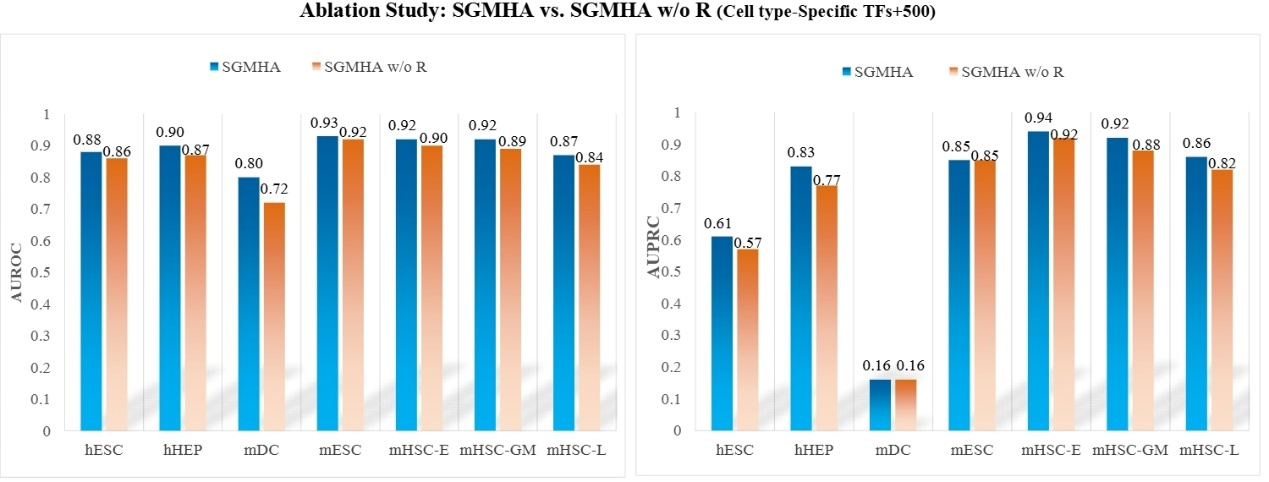 Ablation Study: SGMHA vs. SGMHA w/o R (Cell type-Specific TFs+500)
SGMHA SGMHA w/o R
AUROC
1
0.9
0.8
0.7
0.6
0.5
0.4
0.3
0.2
0.1
0
0.88 0.86 0.90 0.87 0.80 0.72 0.93 0.92 0.92 0.90 0.92 0.89 0.87 0.84
hESC hHEP mDC mESC mHSC-E mHSC-GM mHSC-L
SGMHA SGMHA w/o R
AUPRC
1
0.9
0.8
0.7
0.6
0.5
0.4
0.3
0.2
0.1
0
0.61 0.57 0.83 0.77 0.16 0.16 0.85 0.85 0.94 0.92 0.92 0.88 0.86 0.82
hESC hHEP mDC mESC mHSC-E mHSC-GM mHSC-L